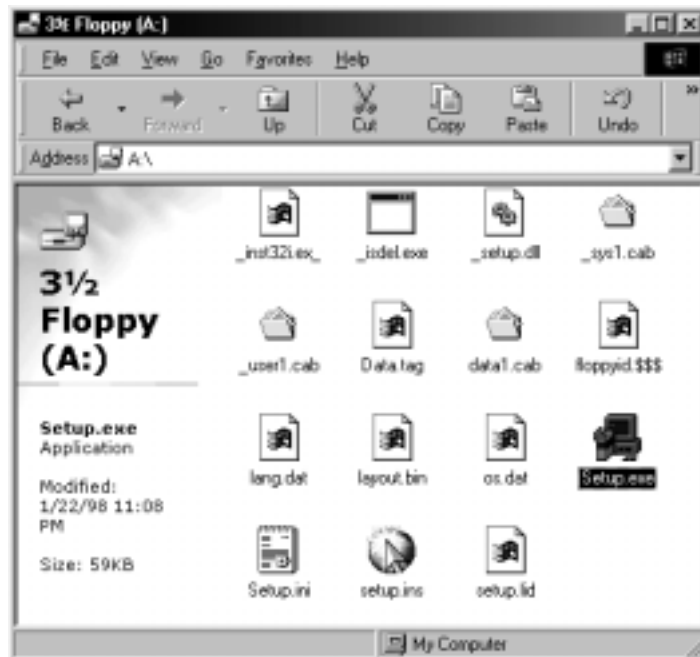 3½ Floppy (A:)
File Edit View Go Favorites Help
Back Forward Up Cut Copy Paste Undo »
Address A:\
3½
Floppy
(A:)
Setup.exe
Application
Modified:
1/22/98 11:08
PM
Size: 59KB
_inst32i.ex_ _isdel.exe _setup.dll _sys1.cab
_user1.cab Data.tag data1.cab floppyid.$$$
lang.dat layout.bin os.dat Setup.exe
Setup.ini setup.ins setup.lid
My Computer